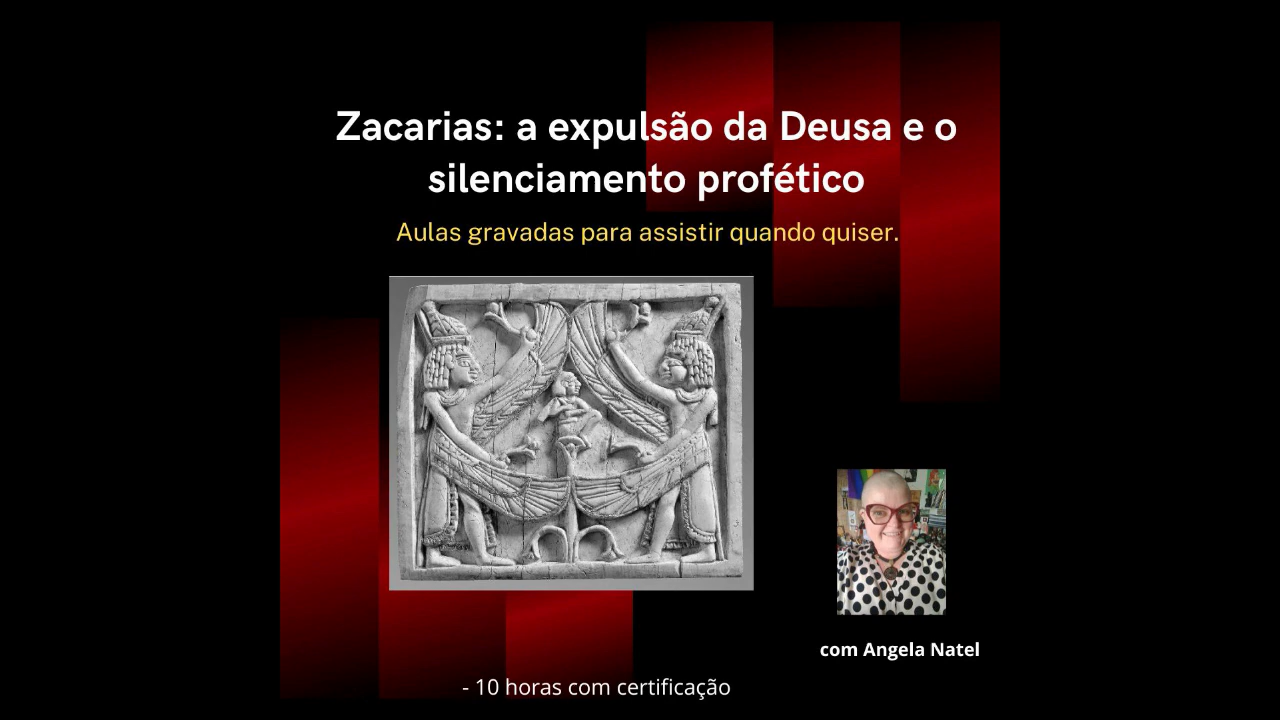 Zacarias: a expulsão da Deusa e o
silenciamento profético
Aulas gravadas para assistir quando quiser.
com Angela Natel
- 10 horas com certificação